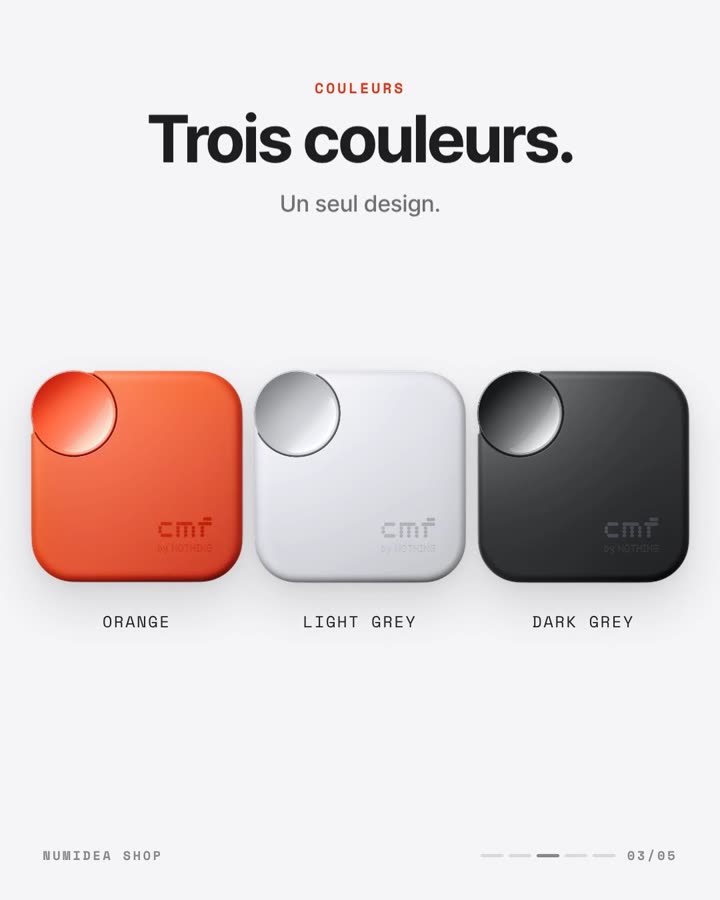 COULEURS
Trois couleurs.
Un seul design.
cmf
by NOTHING
cmf
by NOTHING
cmf
by NOTHING
ORANGE
LIGHT GREY
DARK GREY
NUMIDEA SHOP
03/05